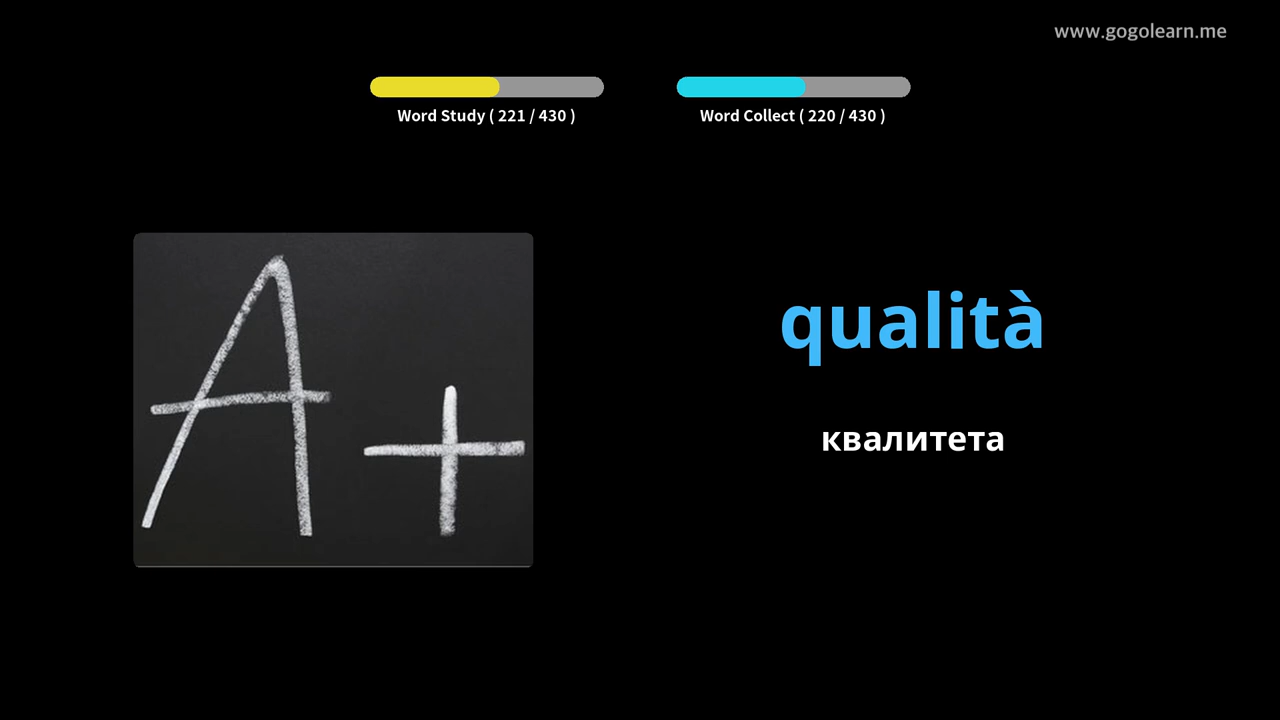 www.gogolearn.me
Word Study ( 221 / 430 )
Word Collect ( 220 / 430 )
A+
qualità
квалитета